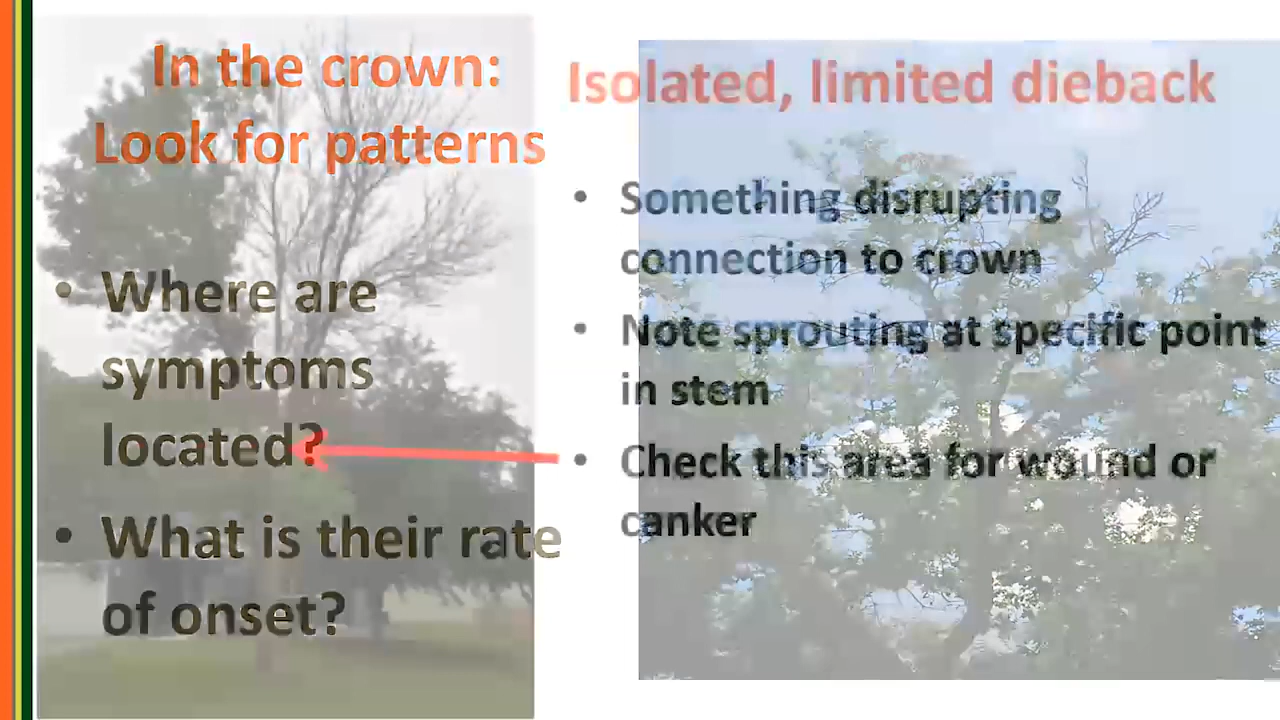 In the crown:
Look for patterns
• Where are
symptoms
located?
• What is their rate
of onset?
Isolated, limited dieback
• Something disrupting
connection to crown
• Note sprouting at specific point
in stem
• Check this area for wound or
canker